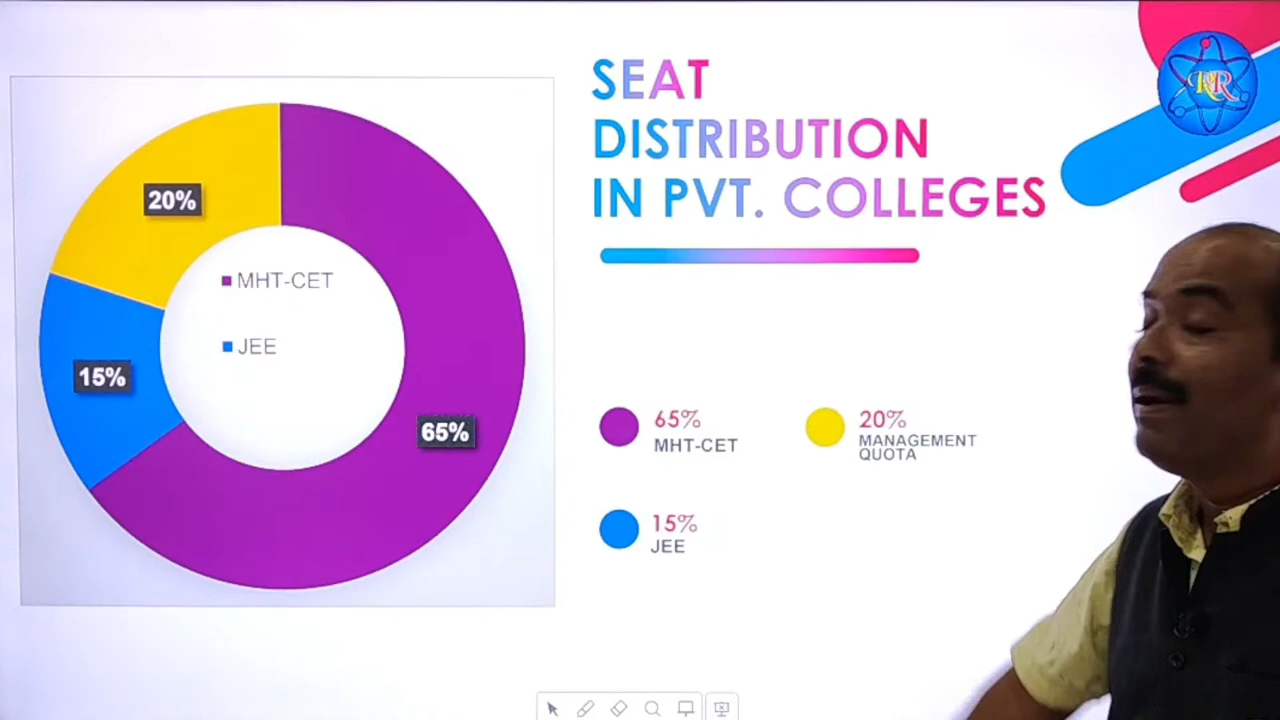 SEAT
DISTRIBUTION
IN PVT. COLLEGES
RR
20%
MHT-CET
JEE
15%
65%
65%
MHT-CET
20%
MANAGEMENT
QUOTA
15%
JEE